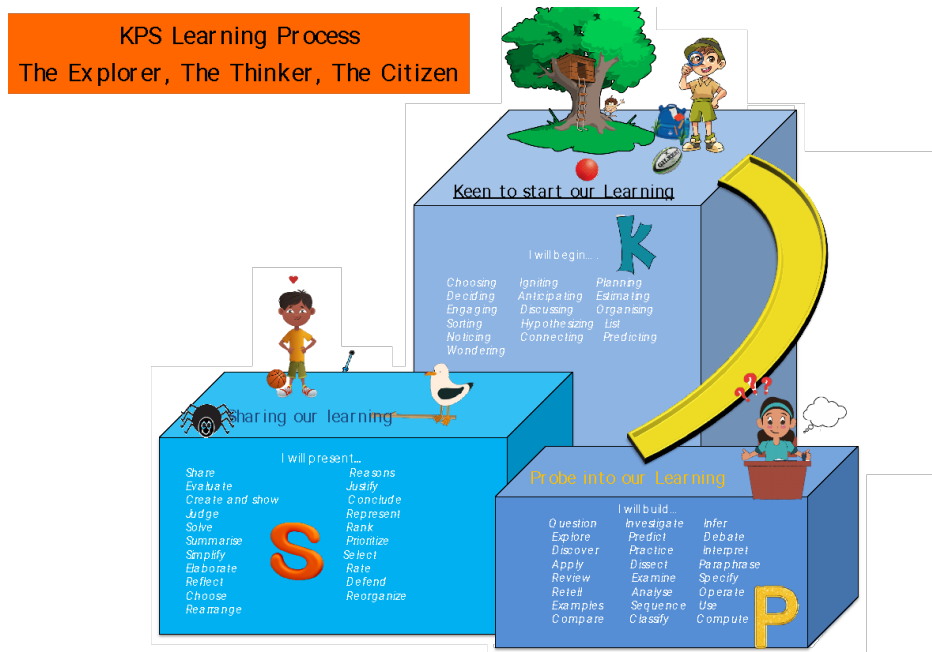 KPS Learning Process
The Explorer, The Thinker, The Citizen
Keen to start our Learning
K
I will begin....
Choosing Igniting Planning
Deciding Anticipating Estimating
Engaging Discussing Organising
Sorting Hypothesizing List
Noticing Connecting Predicting
Wondering
Sharing our learning
I will present...
Share Reasons
Evaluate Justify
Create and show Conclude
Judge Represent
Solve Rank
Summarise Prioritize
Simplify Select
Elaborate Rate
Reflect Defend
Choose Reorganize
Rearrange
S
???
Probe into our Learning
I will build...
Question Investigate Infer
Explore Predict Debate
Discover Practice Interpret
Apply Dissect Paraphrase
Review Examine Specify
Retell Analyse Operate
Examples Sequence Use
Compare Classify Compute
P